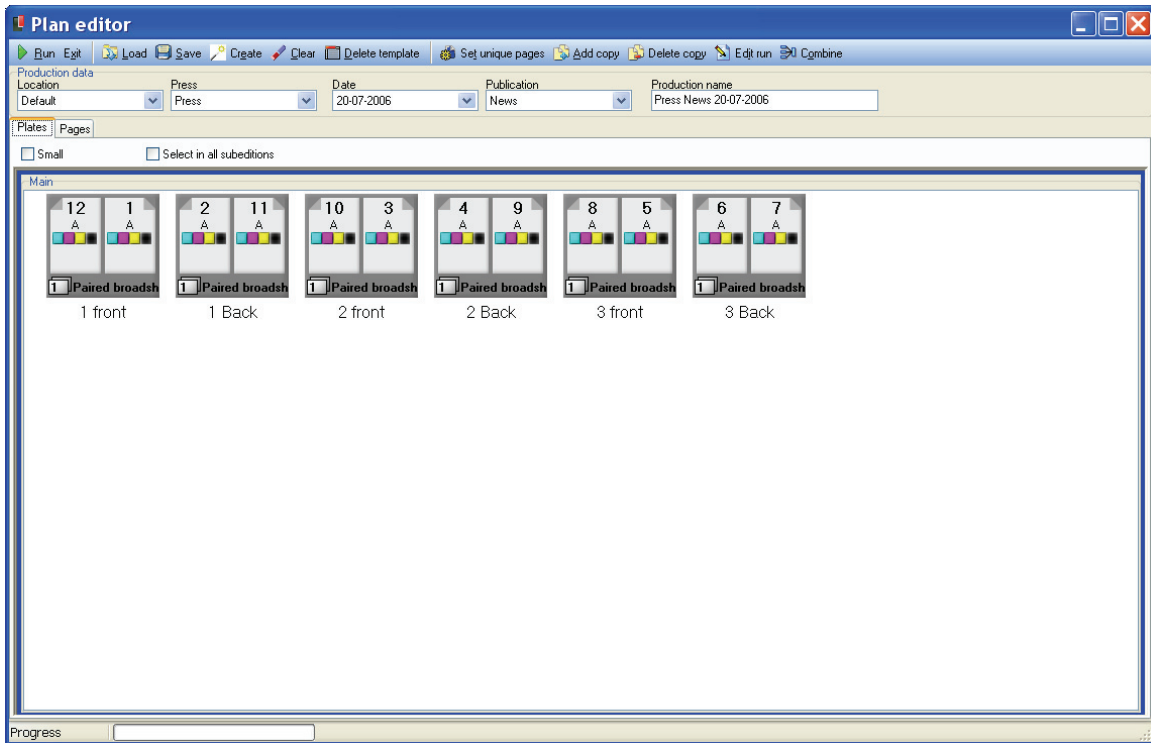 Plan editor
Run Exit Load Save Create Clear Delete template Set unique pages Add copy Delete copy Edit run Combine
Production data
Location Press Date Publication Production name
Default Press 20-07-2006 News Press News 20-07-2006
Plates Pages
Small Select in all subeditions
Main
12 1 2 11 10 3 4 9 8 5 6 7
A A A A A A A A A A A A
1 Paired broadsh 1 Paired broadsh 1 Paired broadsh 1 Paired broadsh 1 Paired broadsh 1 Paired broadsh
1 front 1 Back 2 front 2 Back 3 front 3 Back
Progress